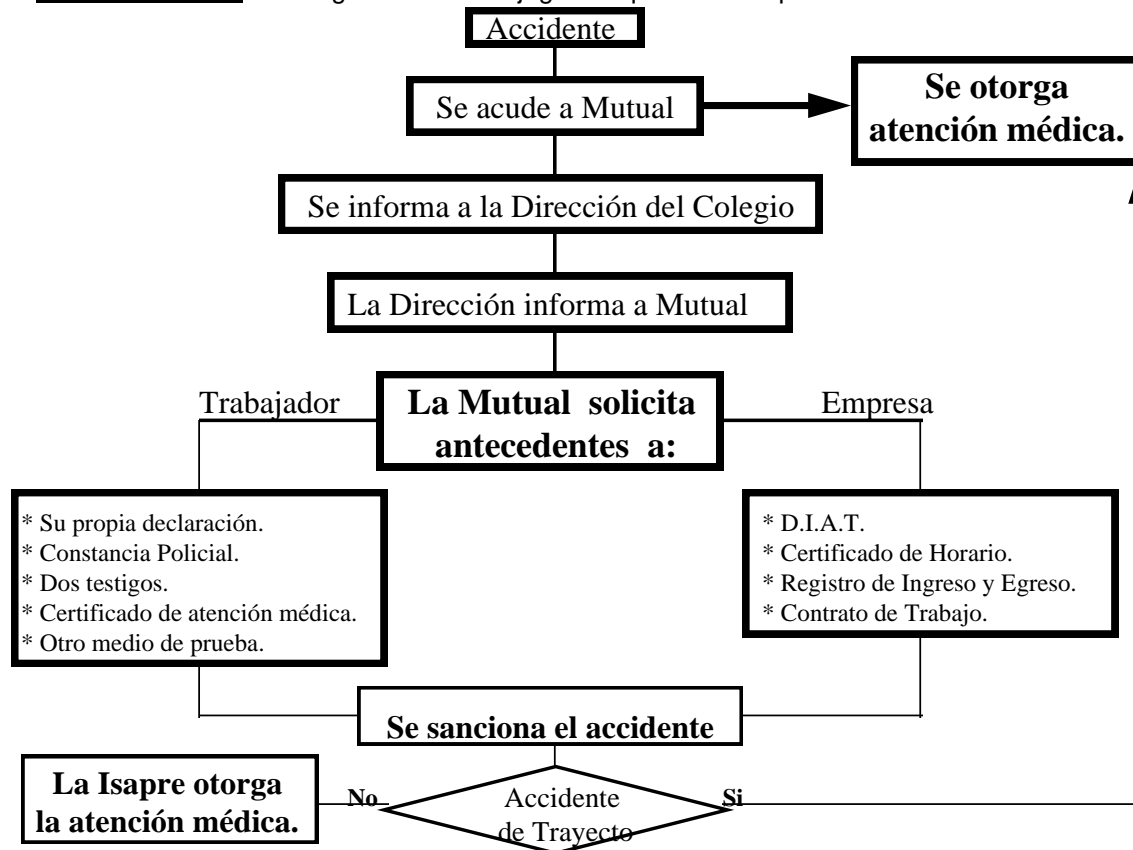 Accidente
Se acude a Mutual
Se otorga
atención médica.
Se informa a la Dirección del Colegio
La Dirección informa a Mutual
Trabajador
La Mutual solicita
antecedentes a:
Empresa
* Su propia declaración.
* Constancia Policial.
* Dos testigos.
* Certificado de atención médica.
* Otro medio de prueba.
* D.I.A.T.
* Certificado de Horario.
* Registro de Ingreso y Egreso.
* Contrato de Trabajo.
Se sanciona el accidente
La Isapre otorga
la atención médica.
No
Accidente
de Trayecto
Si